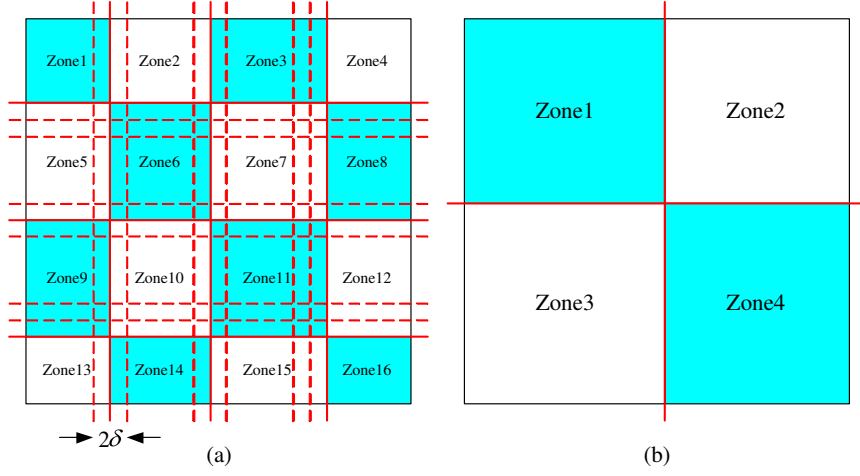 Zone1 Zone2 Zone3 Zone4
Zone5 Zone6 Zone7 Zone8
Zone9 Zone10 Zone11 Zone12
Zone13 Zone14 Zone15 Zone16
2δ
(a)
Zone1 Zone2
Zone3 Zone4
(b)